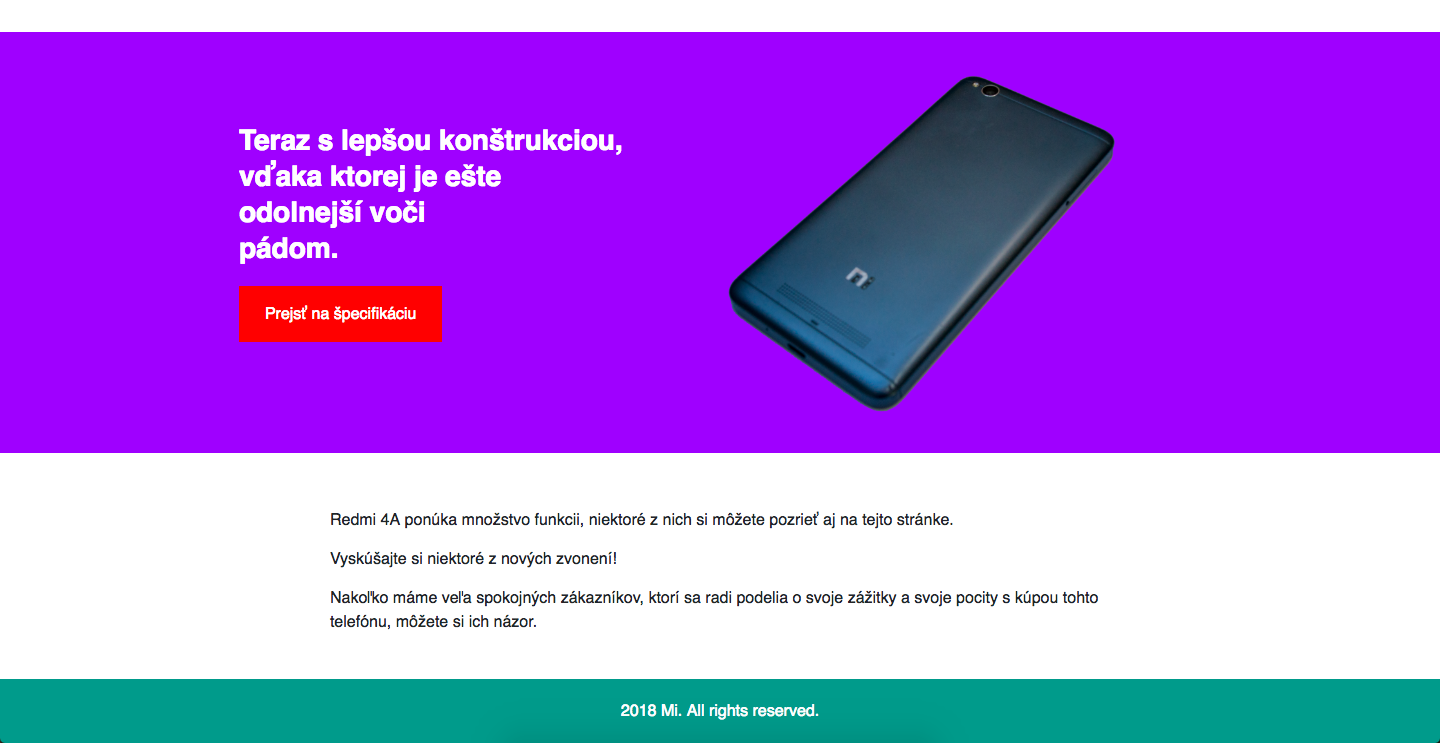 Teraz s lepšou konštrukciou,
vďaka ktorej je ešte
odolnejší voči
pádom.
Prejsť na špecifikáciu
Redmi 4A ponúka množstvo funkcii, niektoré z nich si môžete pozrieť aj na tejto stránke.
Vyskúšajte si niektoré z nových zvonení!
Nakoľko máme veľa spokojných zákazníkov, ktorí sa radi podelia o svoje zážitky a svoje pocity s kúpou tohto
telefónu, môžete si ich názor.
2018 Mi. All rights reserved.